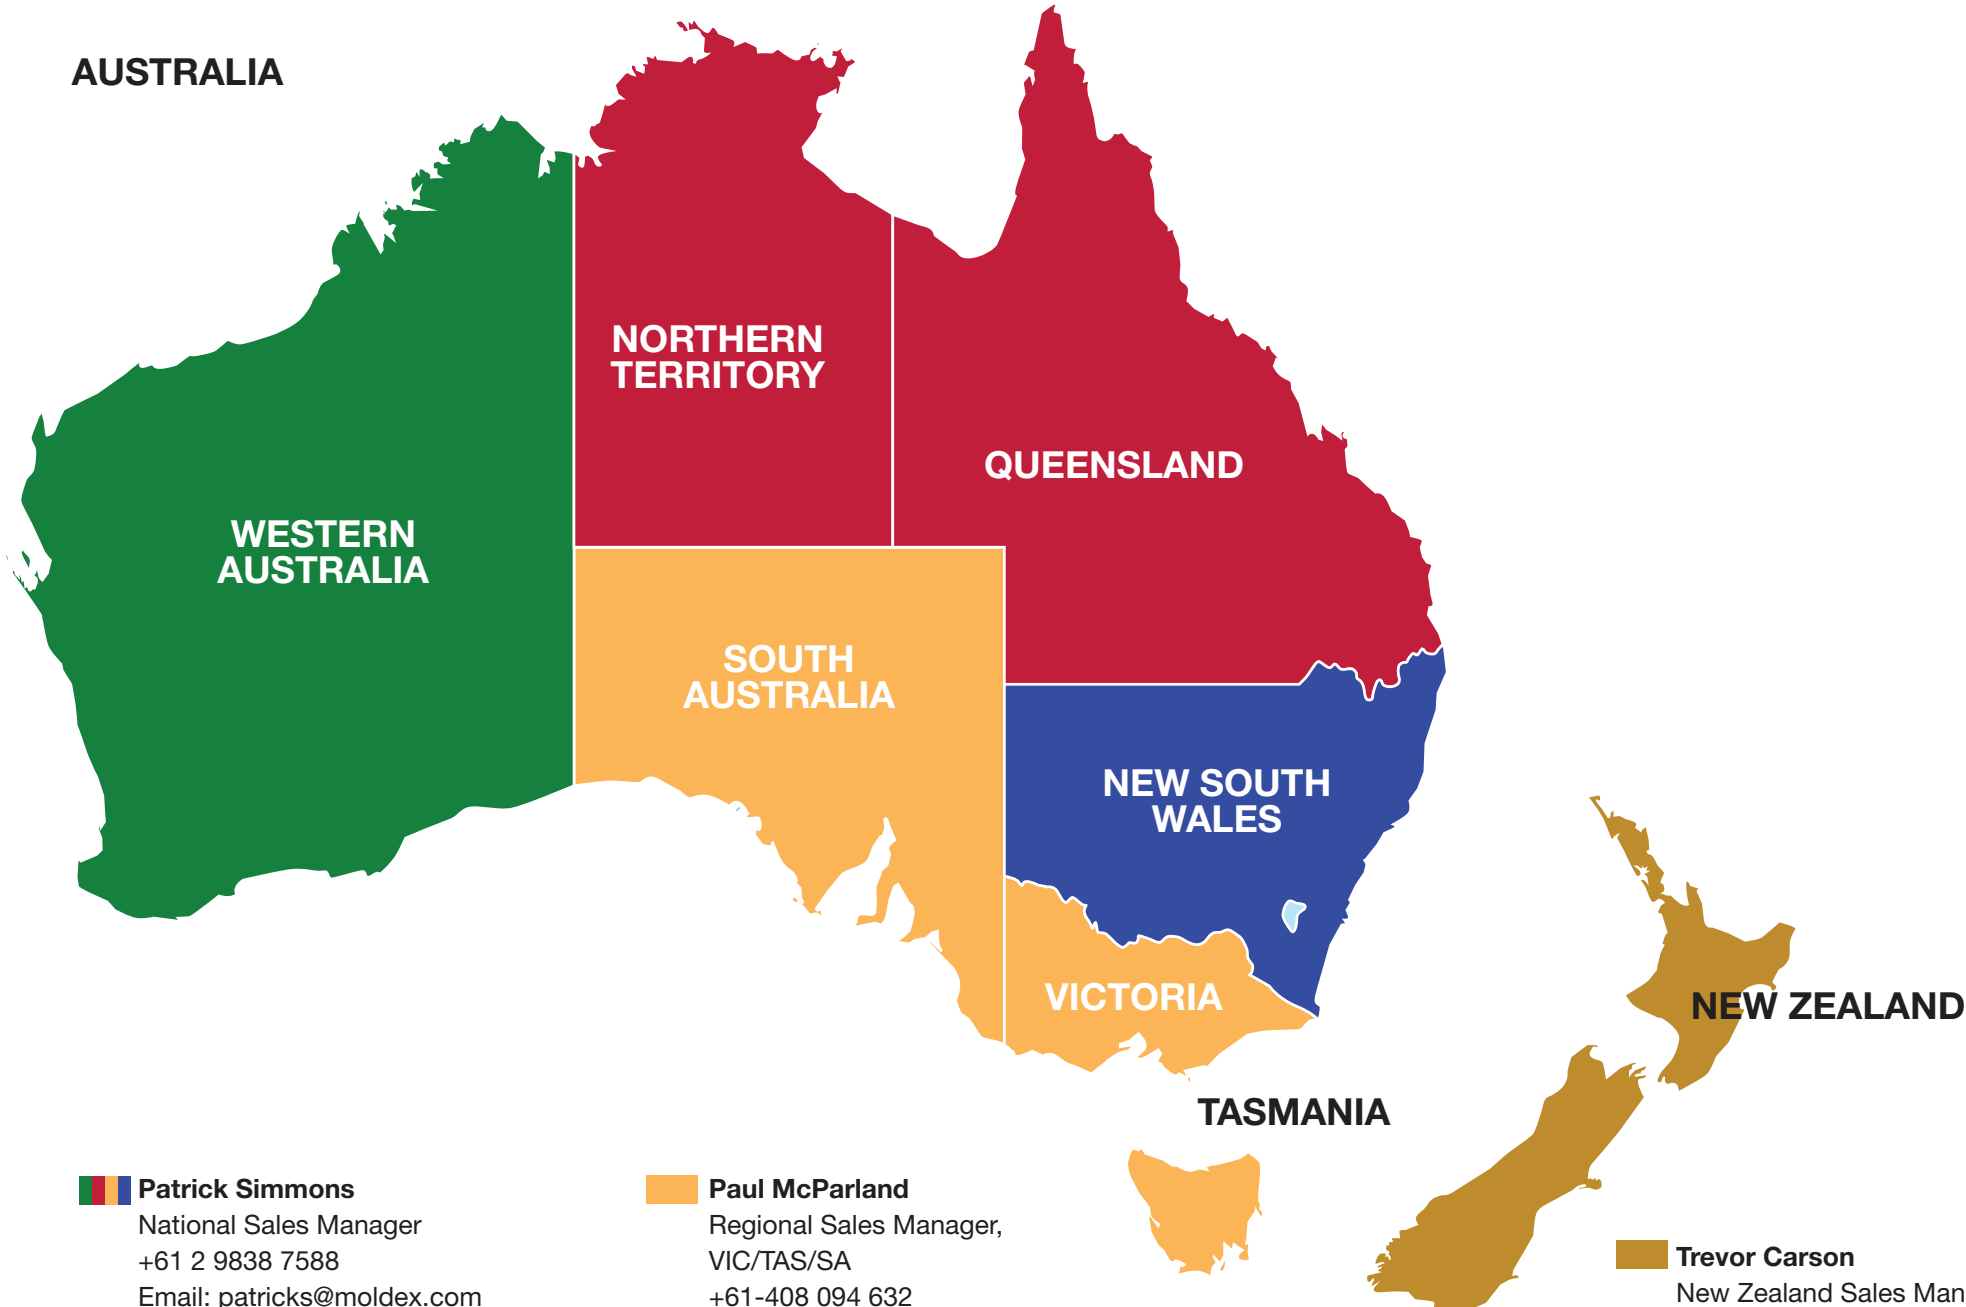 AUSTRALIA
NORTHERN
TERRITORY
QUEENSLAND
WESTERN
AUSTRALIA
SOUTH
AUSTRALIA
NEW SOUTH
WALES
VICTORIA
NEW ZEALAND
TASMANIA
Patrick Simmons
National Sales Manager
+61 2 9838 7588
Email: patricks@moldex.com
Paul McParland
Regional Sales Manager,
VIC/TAS/SA
+61-408 094 632
Trevor Carson
New Zealand Sales Man